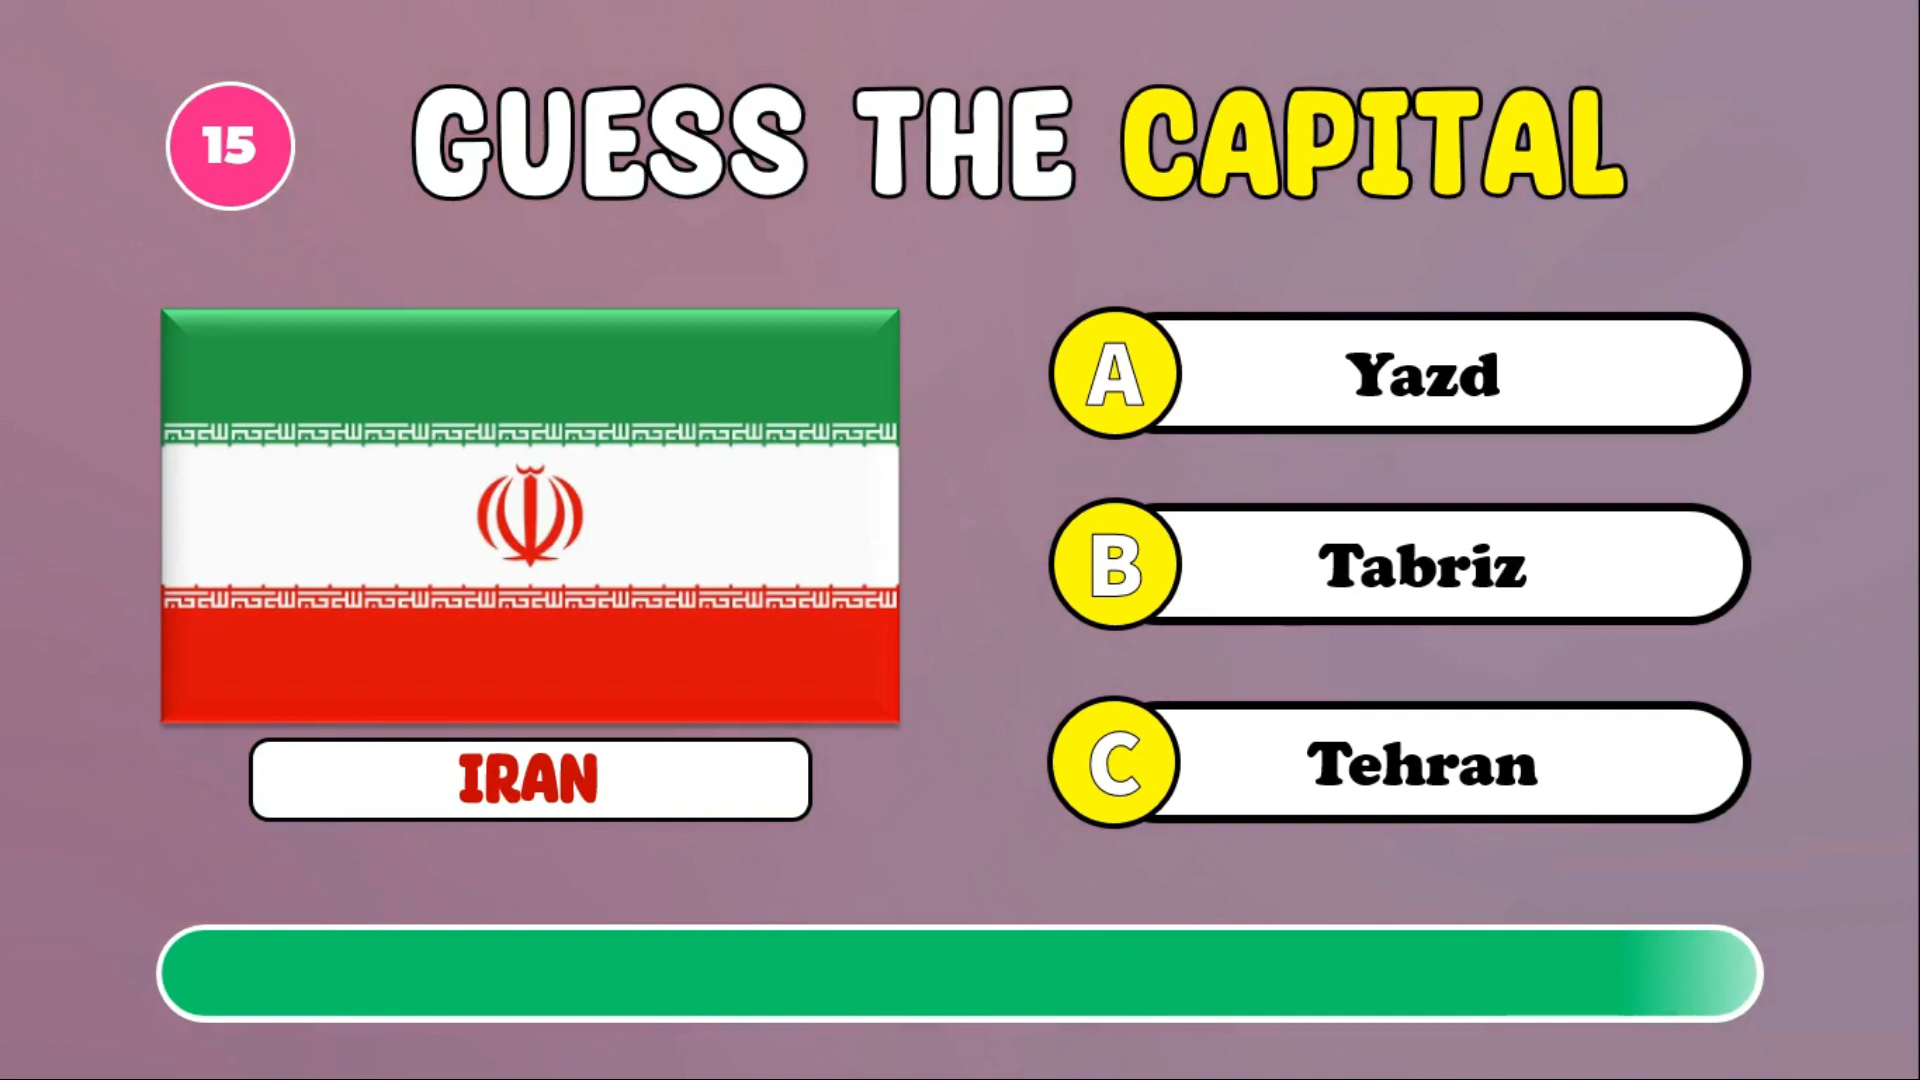 15
GUESS THE CAPITAL
IRAN
A Yazd
B Tabriz
C Tehran